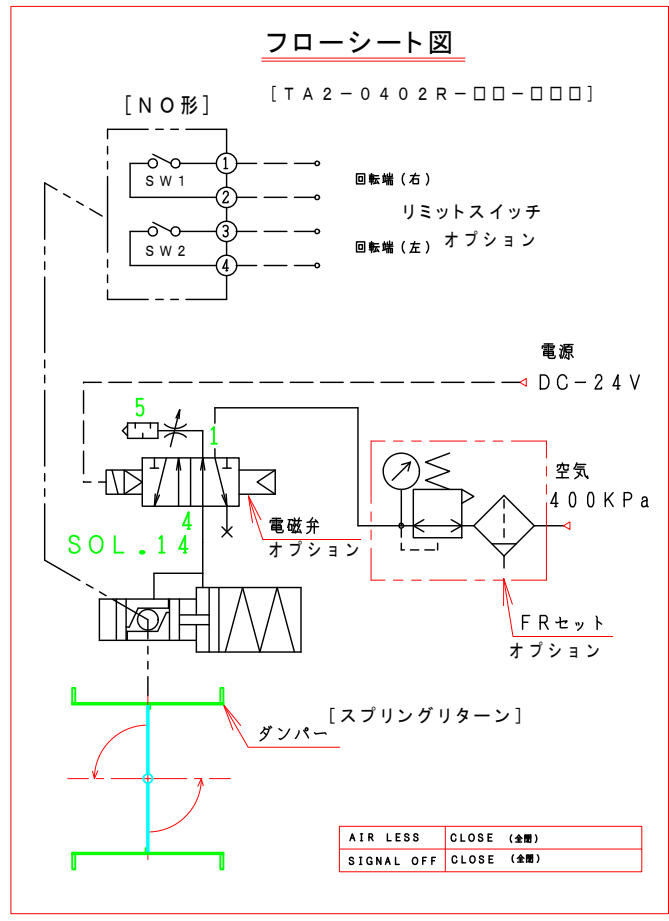 フローシート図
[TA2-0402R-□□-□□□]
[NO形]
SW1
1
2
回転端(右)
リミットスイッチ
オプション
SW2
3
4
回転端(左)
電源
DC-24V
5
1
空気
400KPa
4
SOL.14
電磁弁
オプション
FRセット
オプション
[スプリングリターン]
ダンパー
AIR LESS CLOSE (全閉)
SIGNAL OFF CLOSE (全閉)